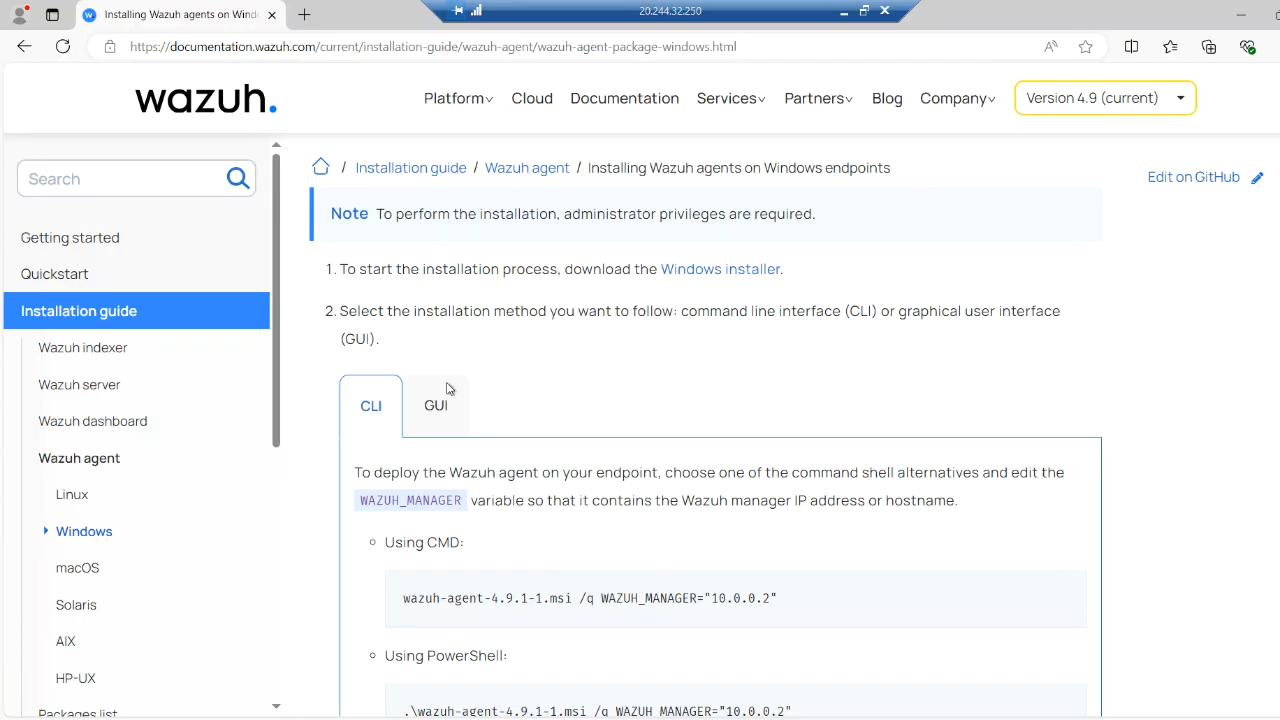 Installing Wazuh agents on Wind
20.244.32.250
https://documentation.wazuh.com/current/installation-guide/wazuh-agent/wazuh-agent-package-windows.html
wazuh.
Platform
Cloud
Documentation
Services
Partners
Blog
Company
Version 4.9 (current)
Search
Getting started
Quickstart
Installation guide
Wazuh indexer
Wazuh server
Wazuh dashboard
Wazuh agent
Linux
Windows
macOS
Solaris
AIX
HP-UX
Packages list
/ Installation guide / Wazuh agent / Installing Wazuh agents on Windows endpoints
Edit on GitHub
Note To perform the installation, administrator privileges are required.
1. To start the installation process, download the Windows installer.
2. Select the installation method you want to follow: command line interface (CLI) or graphical user interface
(GUI).
CLI
GUI
To deploy the Wazuh agent on your endpoint, choose one of the command shell alternatives and edit the
WAZUH_MANAGER variable so that it contains the Wazuh manager IP address or hostname.
Using CMD:
wazuh-agent-4.9.1-1.msi /q WAZUH_MANAGER="10.0.0.2"
Using PowerShell:
.\wazuh-agent-4.9.1-1.msi /q WAZUH_MANAGER="10.0.0.2"